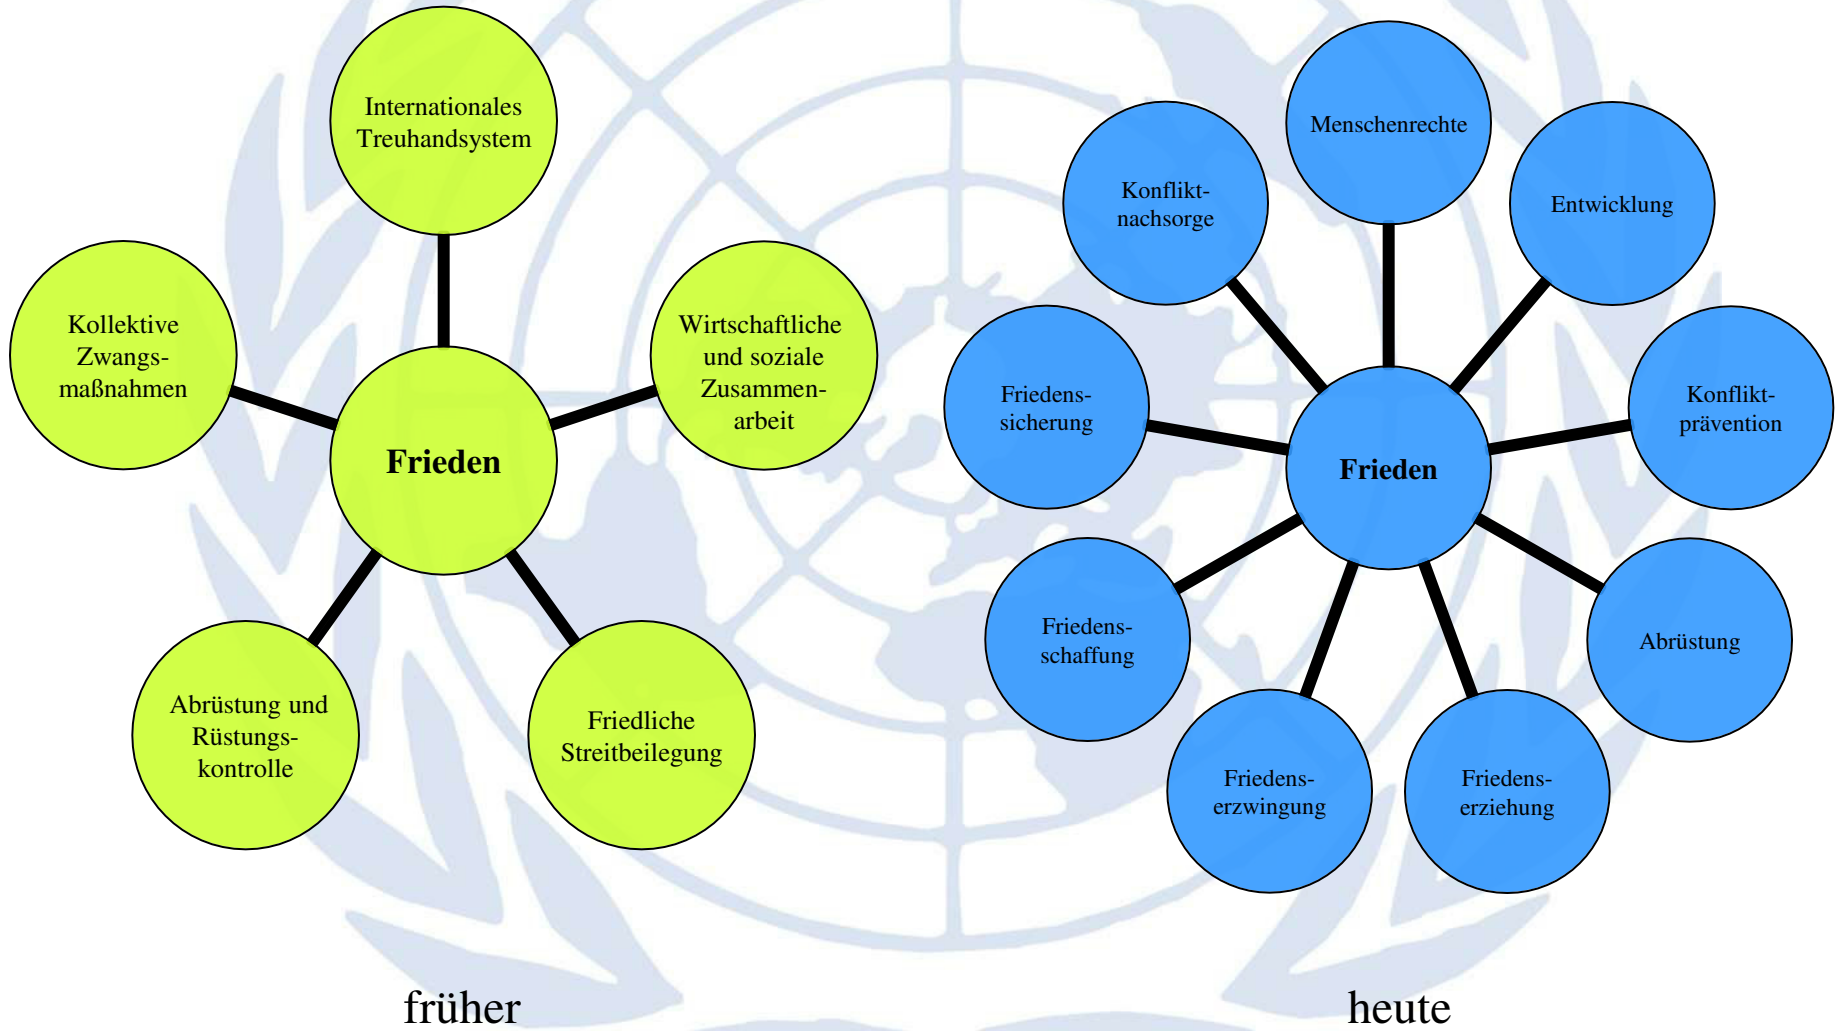 Internationales
Treuhandsystem
Wirtschaftliche
und soziale
Zusammen-
arbeit
Friedliche
Streitbeilegung
Abrüstung und
Rüstungs-
kontrolle
Kollektive
Zwangs-
maßnahmen
Frieden
früher
Menschenrechte
Entwicklung
Konflikt-
prävention
Abrüstung
Friedens-
erziehung
Friedens-
erzwingung
Friedens-
schaffung
Friedens-
sicherung
Konflikt-
nachsorge
Frieden
heute